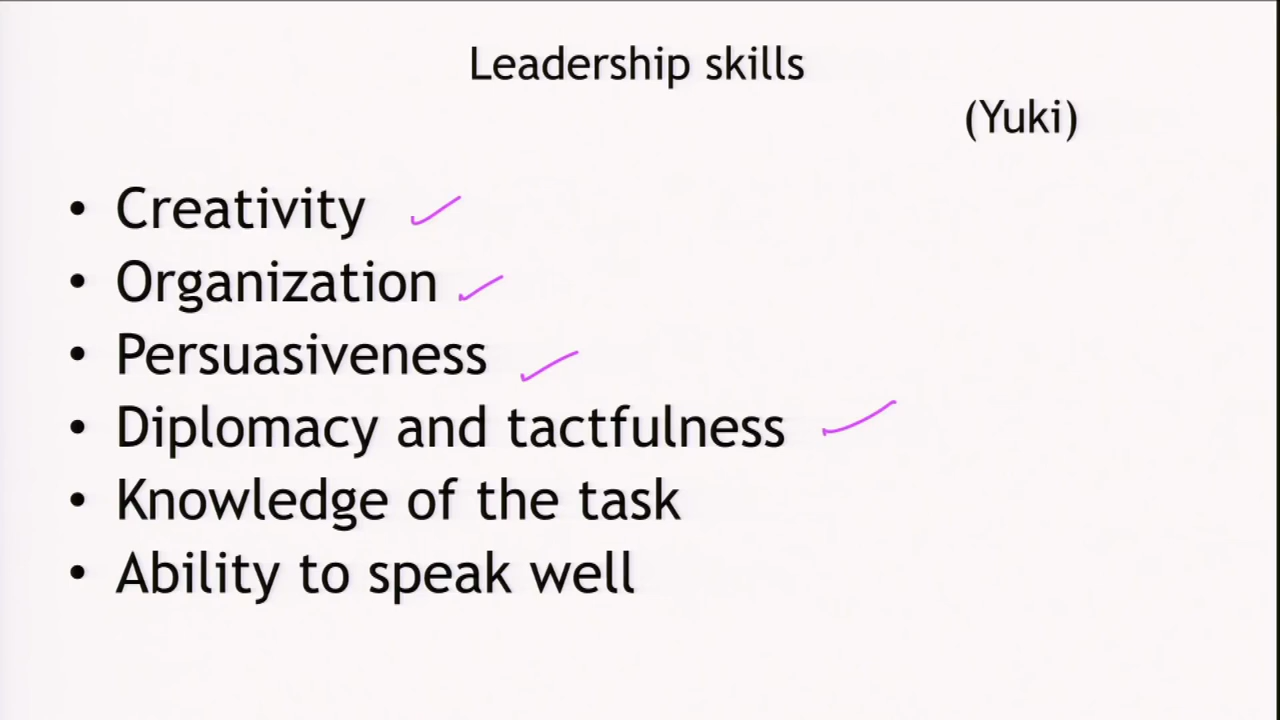 Leadership skills
(Yuki)
• Creativity
• Organization
• Persuasiveness
• Diplomacy and tactfulness
• Knowledge of the task
• Ability to speak well